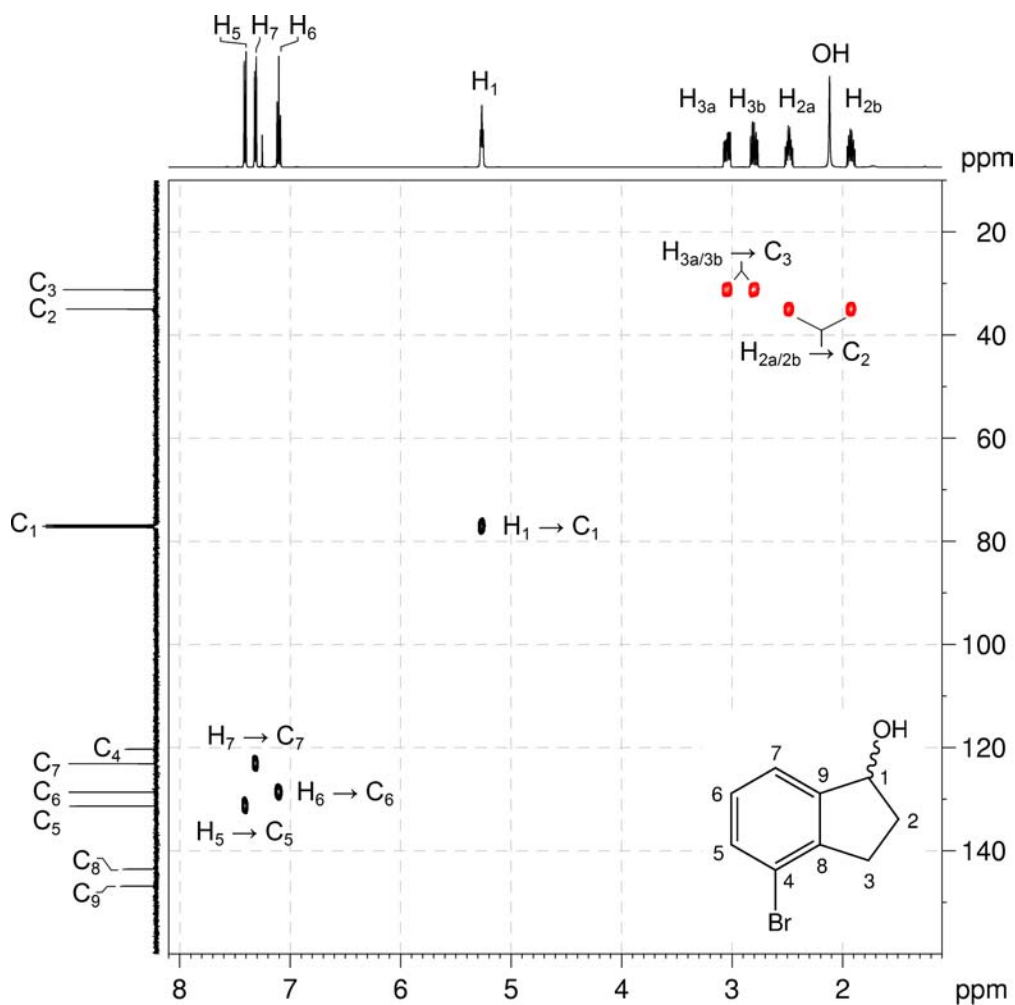 H₅ H₇ H₆
H₁
H₃ₐ H₃b H₂ₐ OH H₂b
ppm
20
40
60
80
100
120
140
C₃
C₂
C₁
C₄
C₇
C₆
C₅
C₈
C₉
H₃ₐ/₃b → C₃
H₂ₐ/₂b → C₂
H₁ → C₁
H₇ → C₇
H₆ → C₆
H₅ → C₅
OH
7 9 1
6 2
5 8 3
4
Br
8 7 6 5 4 3 2 ppm